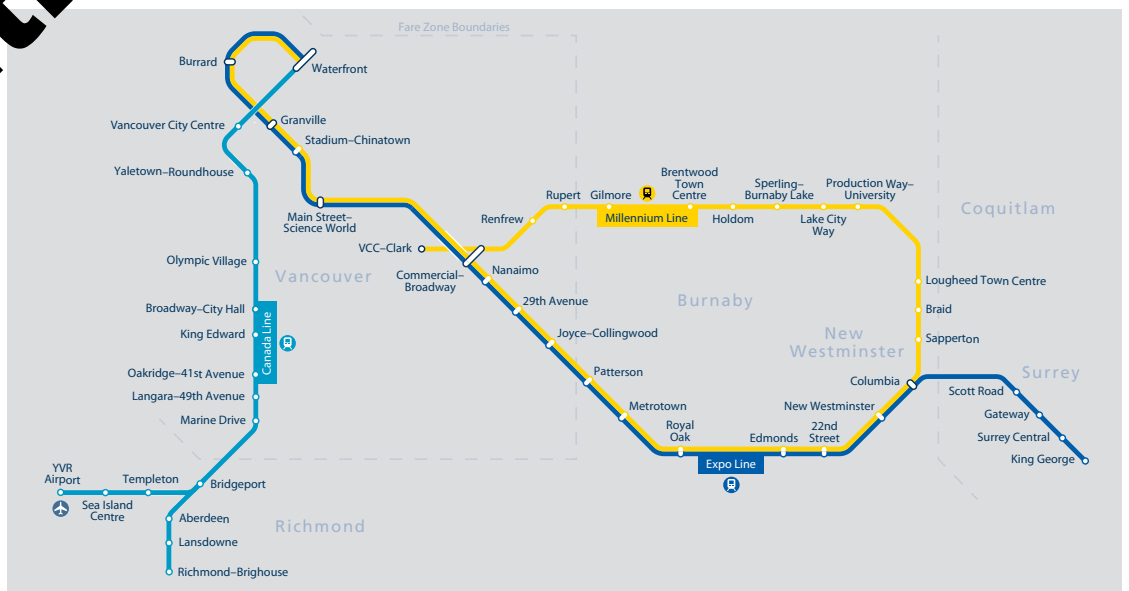 Fare Zone Boundaries
Burrard
Waterfront
Vancouver City Centre
Granville
Stadium–Chinatown
Yaletown–Roundhouse
Main Street–
Science World
VCC–Clark
Commercial–
Broadway
Renfrew
Rupert
Gilmore
Millennium Line
Brentwood
Town
Centre
Holdom
Sperling–
Burnaby Lake
Lake City
Way
Production Way–
University
Coquitlam
Olympic Village
Vancouver
Nanaimo
29th Avenue
Burnaby
Lougheed Town Centre
Braid
Sapperton
Broadway–City Hall
King Edward
Canada Line
Oakridge–41st Avenue
Langara–49th Avenue
Marine Drive
Joyce–Collingwood
Patterson
Metrotown
New
Westminster
Columbia
Surrey
Scott Road
Gateway
Surrey Central
King George
New Westminster
Royal
Oak
Edmonds
22nd
Street
Expo Line
YVR
Airport
Templeton
Bridgeport
Sea Island
Centre
Aberdeen
Richmond
Lansdowne
Richmond–Brighouse